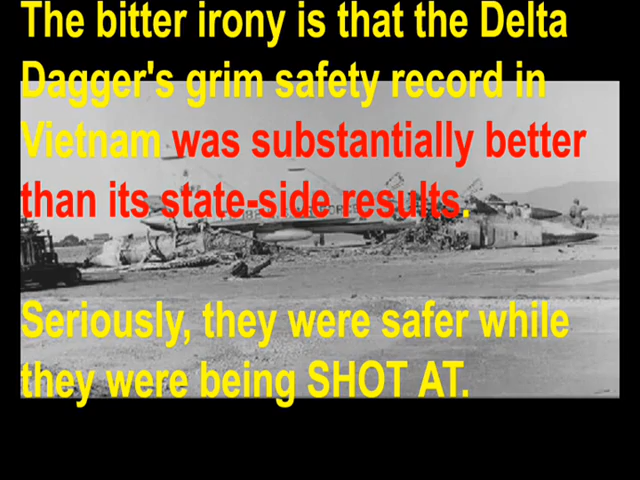 The bitter irony is that the Delta
Dagger's grim safety record in
Vietnam was substantially better
than its state-side results.
Seriously, they were safer while
they were being SHOT AT.